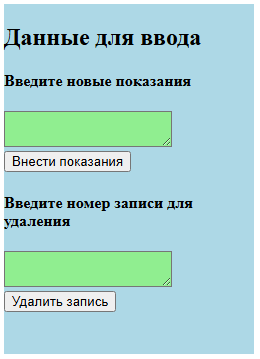 Данные для ввода
Введите новые показания
Внести показания
Введите номер записи для
удаления
Удалить запись